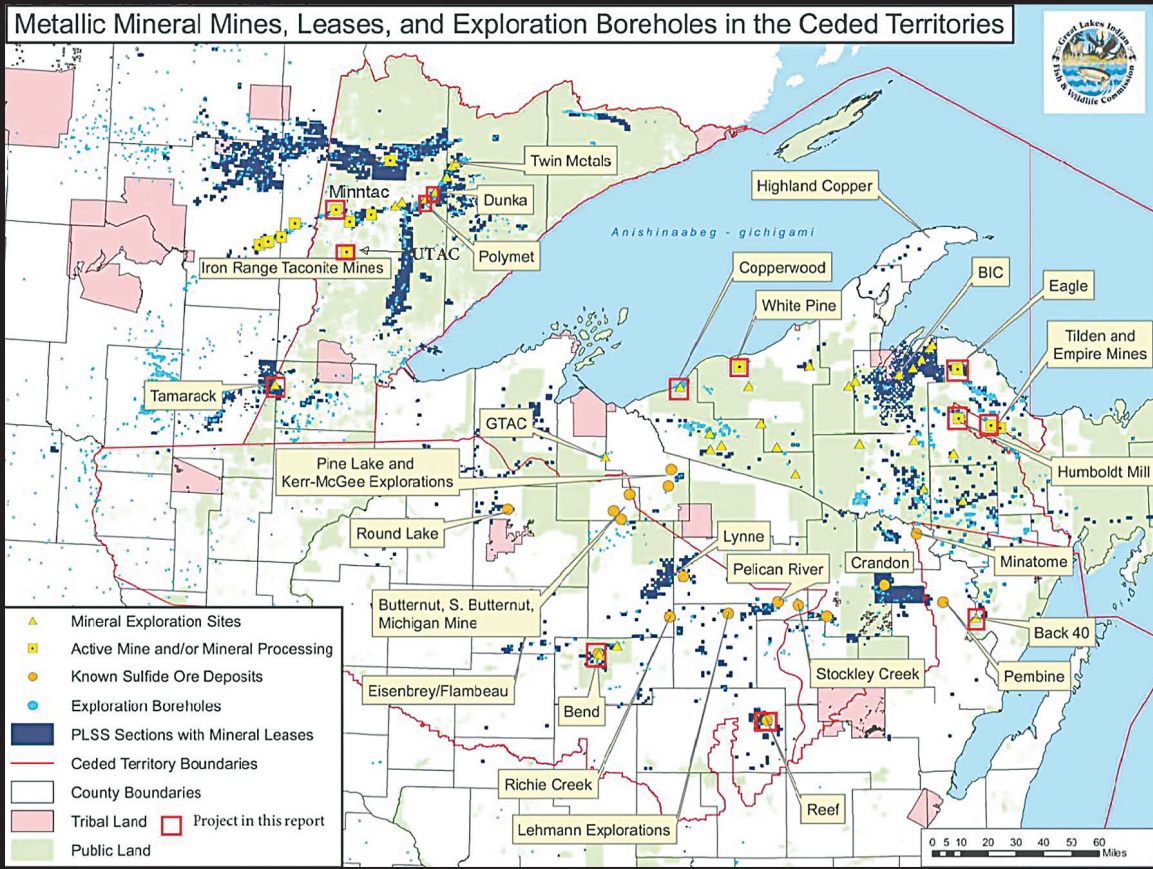 Metallic Mineral Mines, Leases, and Exploration Boreholes in the Ceded Territories
Great Lakes Indian
Fish & Wildlife Commission
Twin Metals
Highland Copper
Minntac
Dunka
Anishinaabeg - gichigami
UTAC
Polymet
Iron Range Taconite Mines
Copperwood
BIC
Eagle
White Pine
Tilden and
Empire Mines
Tamarack
GTAC
Pine Lake and
Kerr-McGee Explorations
Humboldt Mill
Round Lake
Lynne
Crandon
Minatome
Pelican River
Butternut, S. Butternut,
Michigan Mine
Back 40
Stockley Creek
Pembine
Eisenbrey/Flambeau
Bend
Richie Creek
Reef
Lehmann Explorations
Mineral Exploration Sites
Active Mine and/or Mineral Processing
Known Sulfide Ore Deposits
Exploration Boreholes
PLSS Sections with Mineral Leases
Ceded Territory Boundaries
County Boundaries
Tribal Land
Project in this report
Public Land
0 5 10 20 30 40 50 60
Miles